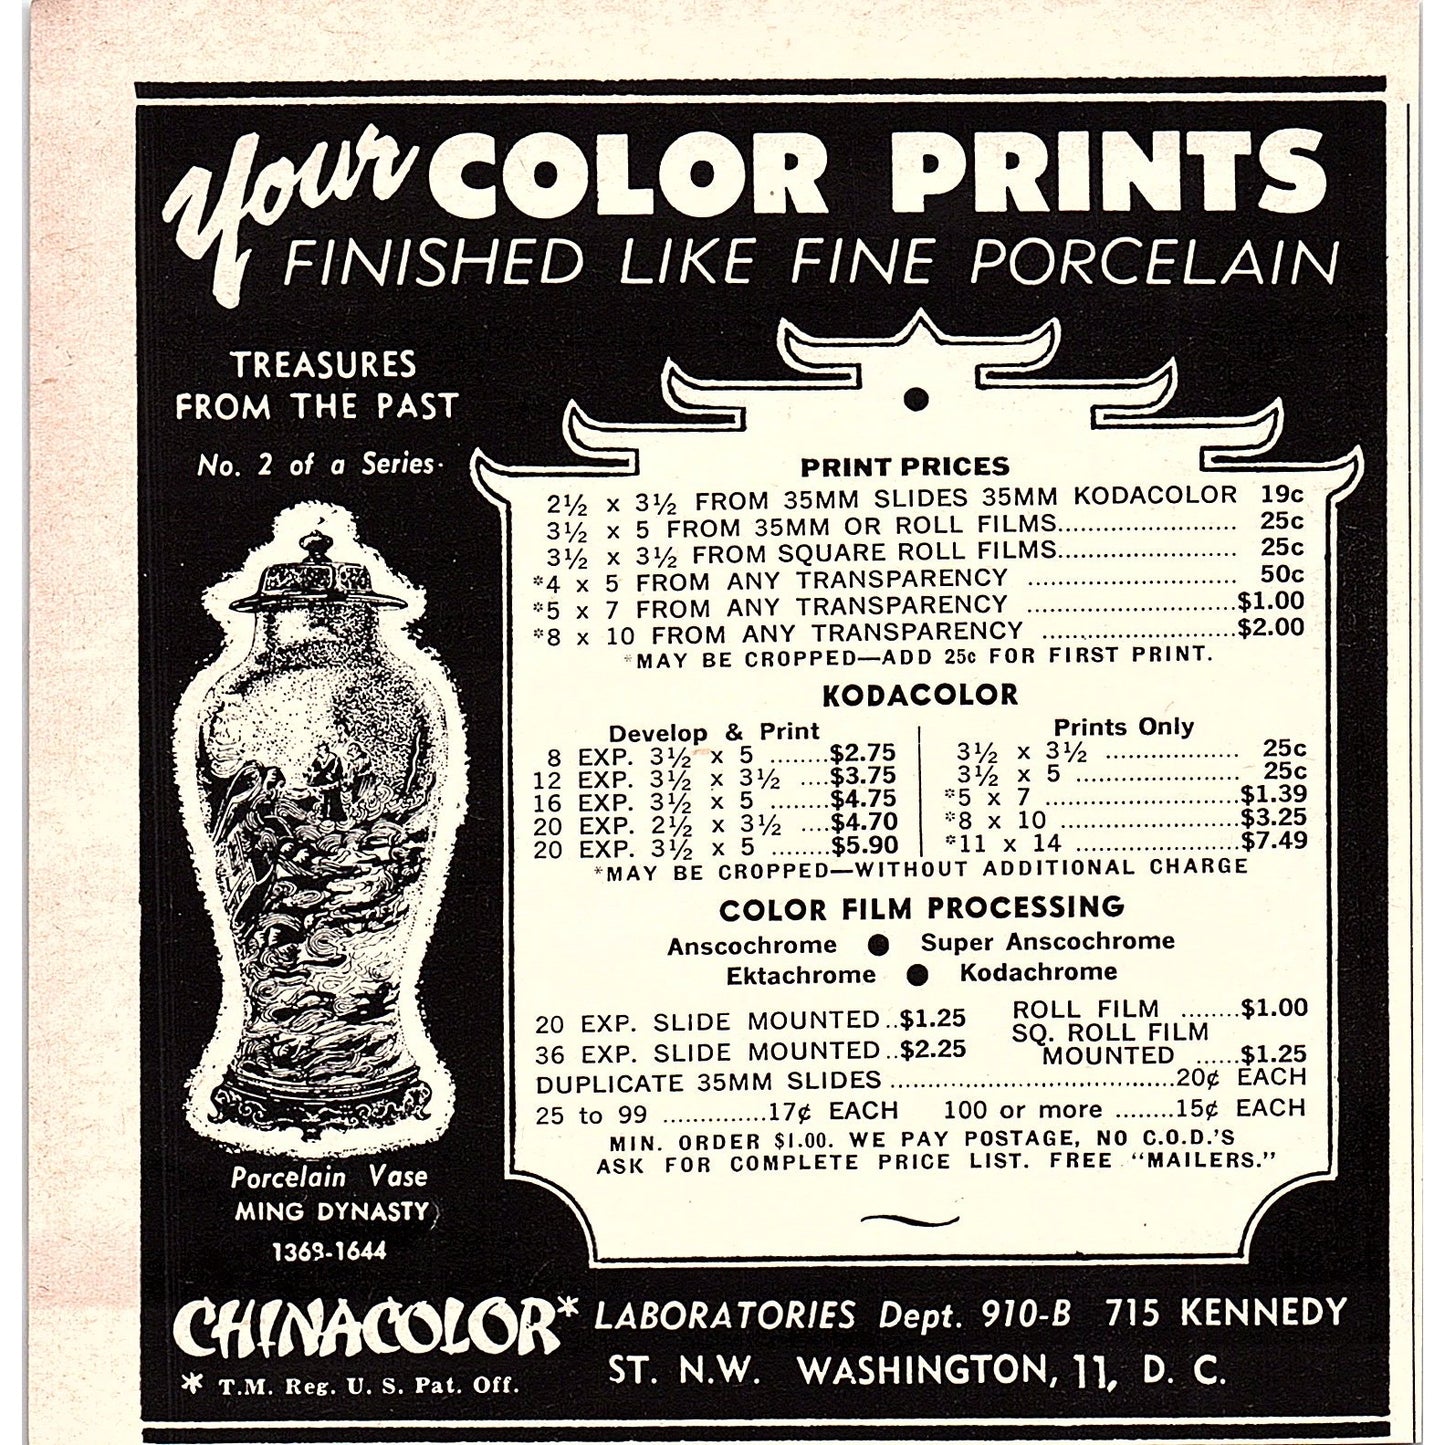 Your COLOR PRINTS
FINISHED LIKE FINE PORCELAIN
TREASURES
FROM THE PAST
No. 2 of a Series.
Porcelain Vase
MING DYNASTY
1368-1644
PRINT PRICES
2½ x 3½ FROM 35MM SLIDES 35MM KODACOLOR 19c
3½ x 5 FROM 35MM OR ROLL FILMS........................ 25c
3½ x 3½ FROM SQUARE ROLL FILMS........................ 25c
*4 x 5 FROM ANY TRANSPARENCY ........................ 50c
*5 x 7 FROM ANY TRANSPARENCY ........................$1.00
*8 x 10 FROM ANY TRANSPARENCY ........................$2.00
*MAY BE CROPPED—ADD 25c FOR FIRST PRINT.
KODACOLOR
Develop & Print
8 EXP. 3½ x 5 ........$2.75
12 EXP. 3½ x 3½ ....$3.75
16 EXP. 3½ x 5 ........$4.75
20 EXP. 2½ x 3½ ....$4.70
20 EXP. 3½ x 5 ........$5.90
Prints Only
3½ x 3½ ................. 25c
3½ x 5 ..................... 25c
*5 x 7 ........................$1.39
*8 x 10 ......................$3.25
*11 x 14 ....................$7.49
*MAY BE CROPPED—WITHOUT ADDITIONAL CHARGE
COLOR FILM PROCESSING
Anscochrome ● Super Anscochrome
Ektachrome ● Kodachrome
20 EXP. SLIDE MOUNTED..$1.25
36 EXP. SLIDE MOUNTED..$2.25
ROLL FILM .......$1.00
SQ. ROLL FILM
MOUNTED ......$1.25
DUPLICATE 35MM SLIDES ....................................20¢ EACH
25 to 99 .............17¢ EACH 100 or more ........15¢ EACH
MIN. ORDER $1.00. WE PAY POSTAGE, NO C.O.D.'S
ASK FOR COMPLETE PRICE LIST. FREE "MAILERS."
CHINACOLOR* LABORATORIES Dept. 910-B 715 KENNEDY
ST. N.W. WASHINGTON, 11, D. C.
* T.M. Reg. U. S. Pat. Off.